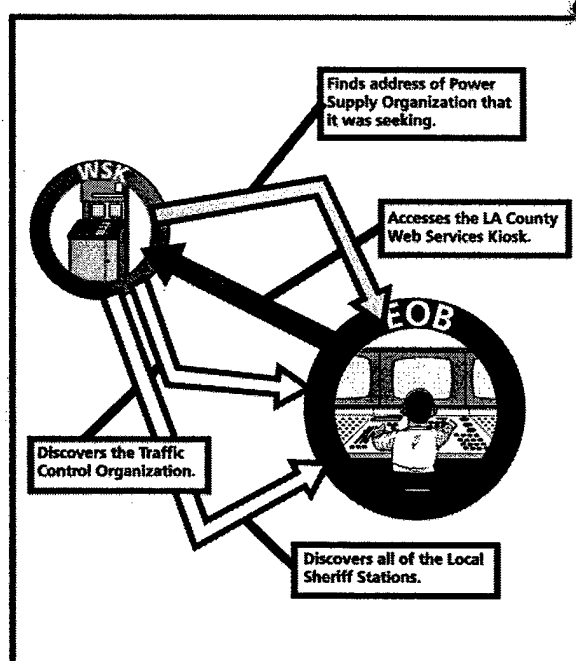 Finds address of Power
Supply Organization that
it was seeking.
WSK
Accesses the LA County
Web Services Kiosk.
EOB
Discovers the Traffic
Control Organization.
Discovers all of the Local
Sheriff Stations.